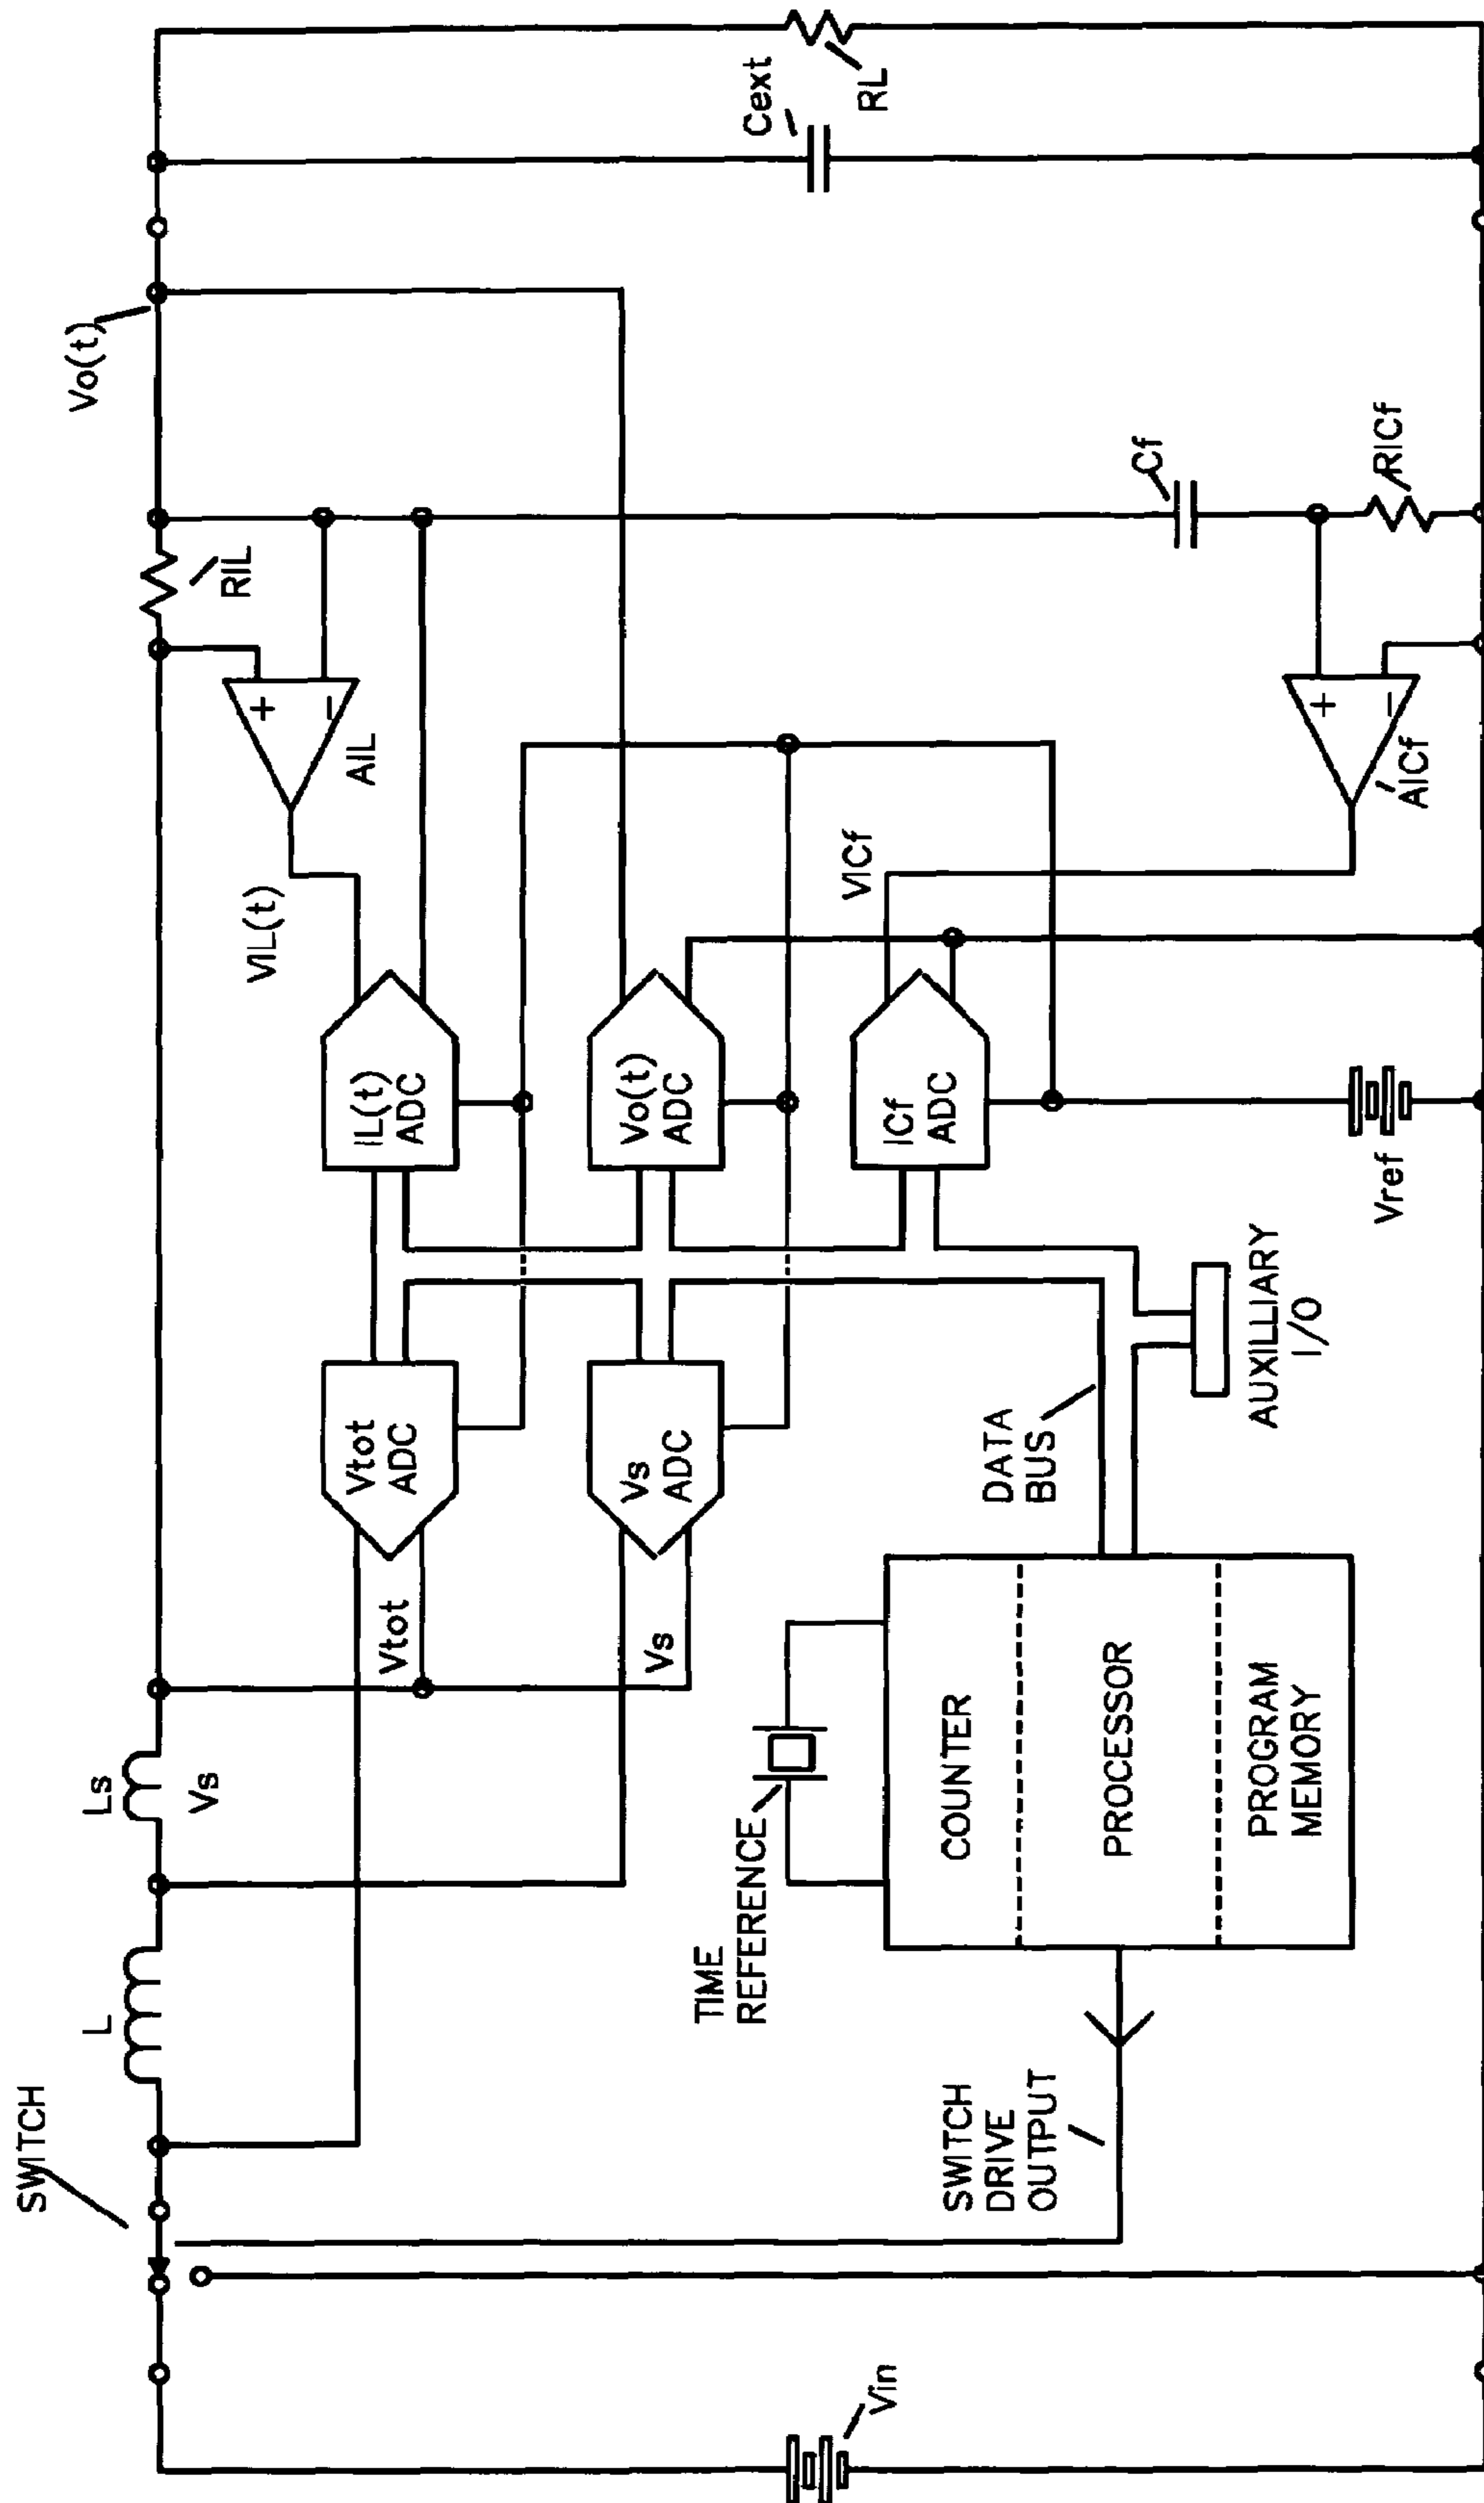 SWITCH
L
Ls
Vs
Vo(t)
RIL
AIL
VIL(t)
Vtot
Vtot
ADC
IL(t)
ADC
Vs
Vs
ADC
Vo(t)
ADC
VICf
ICf
ADC
Cext
RL
Vin
TIME
REFERENCE
SWITCH
DRIVE
OUTPUT
COUNTER
PROCESSOR
PROGRAM
MEMORY
DATA
BUS
AUXILLIARY
I/O
Vref
Cf
RICf
AICf
+
−
+
−